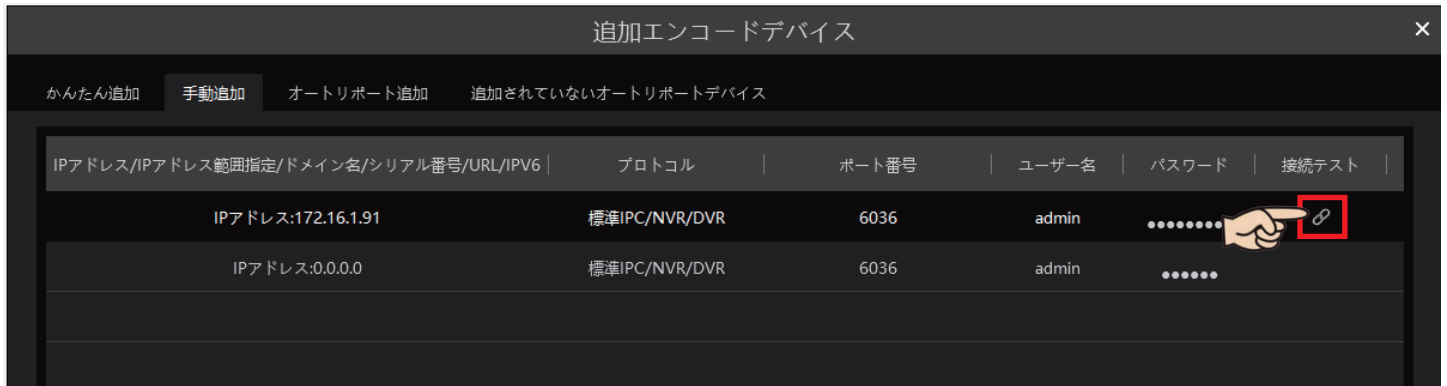 追加エンコードデバイス
かんたん追加 手動追加 オートリポート追加 追加されていないオートリポートデバイス
IPアドレス/IPアドレス範囲指定/ドメイン名/シリアル番号/URL/IPV6 プロトコル ポート番号 ユーザー名 パスワード 接続テスト
IPアドレス:172.16.1.91 標準IPC/NVR/DVR 6036 admin ●●●●●●●●
IPアドレス:0.0.0.0 標準IPC/NVR/DVR 6036 admin ●●●●●●